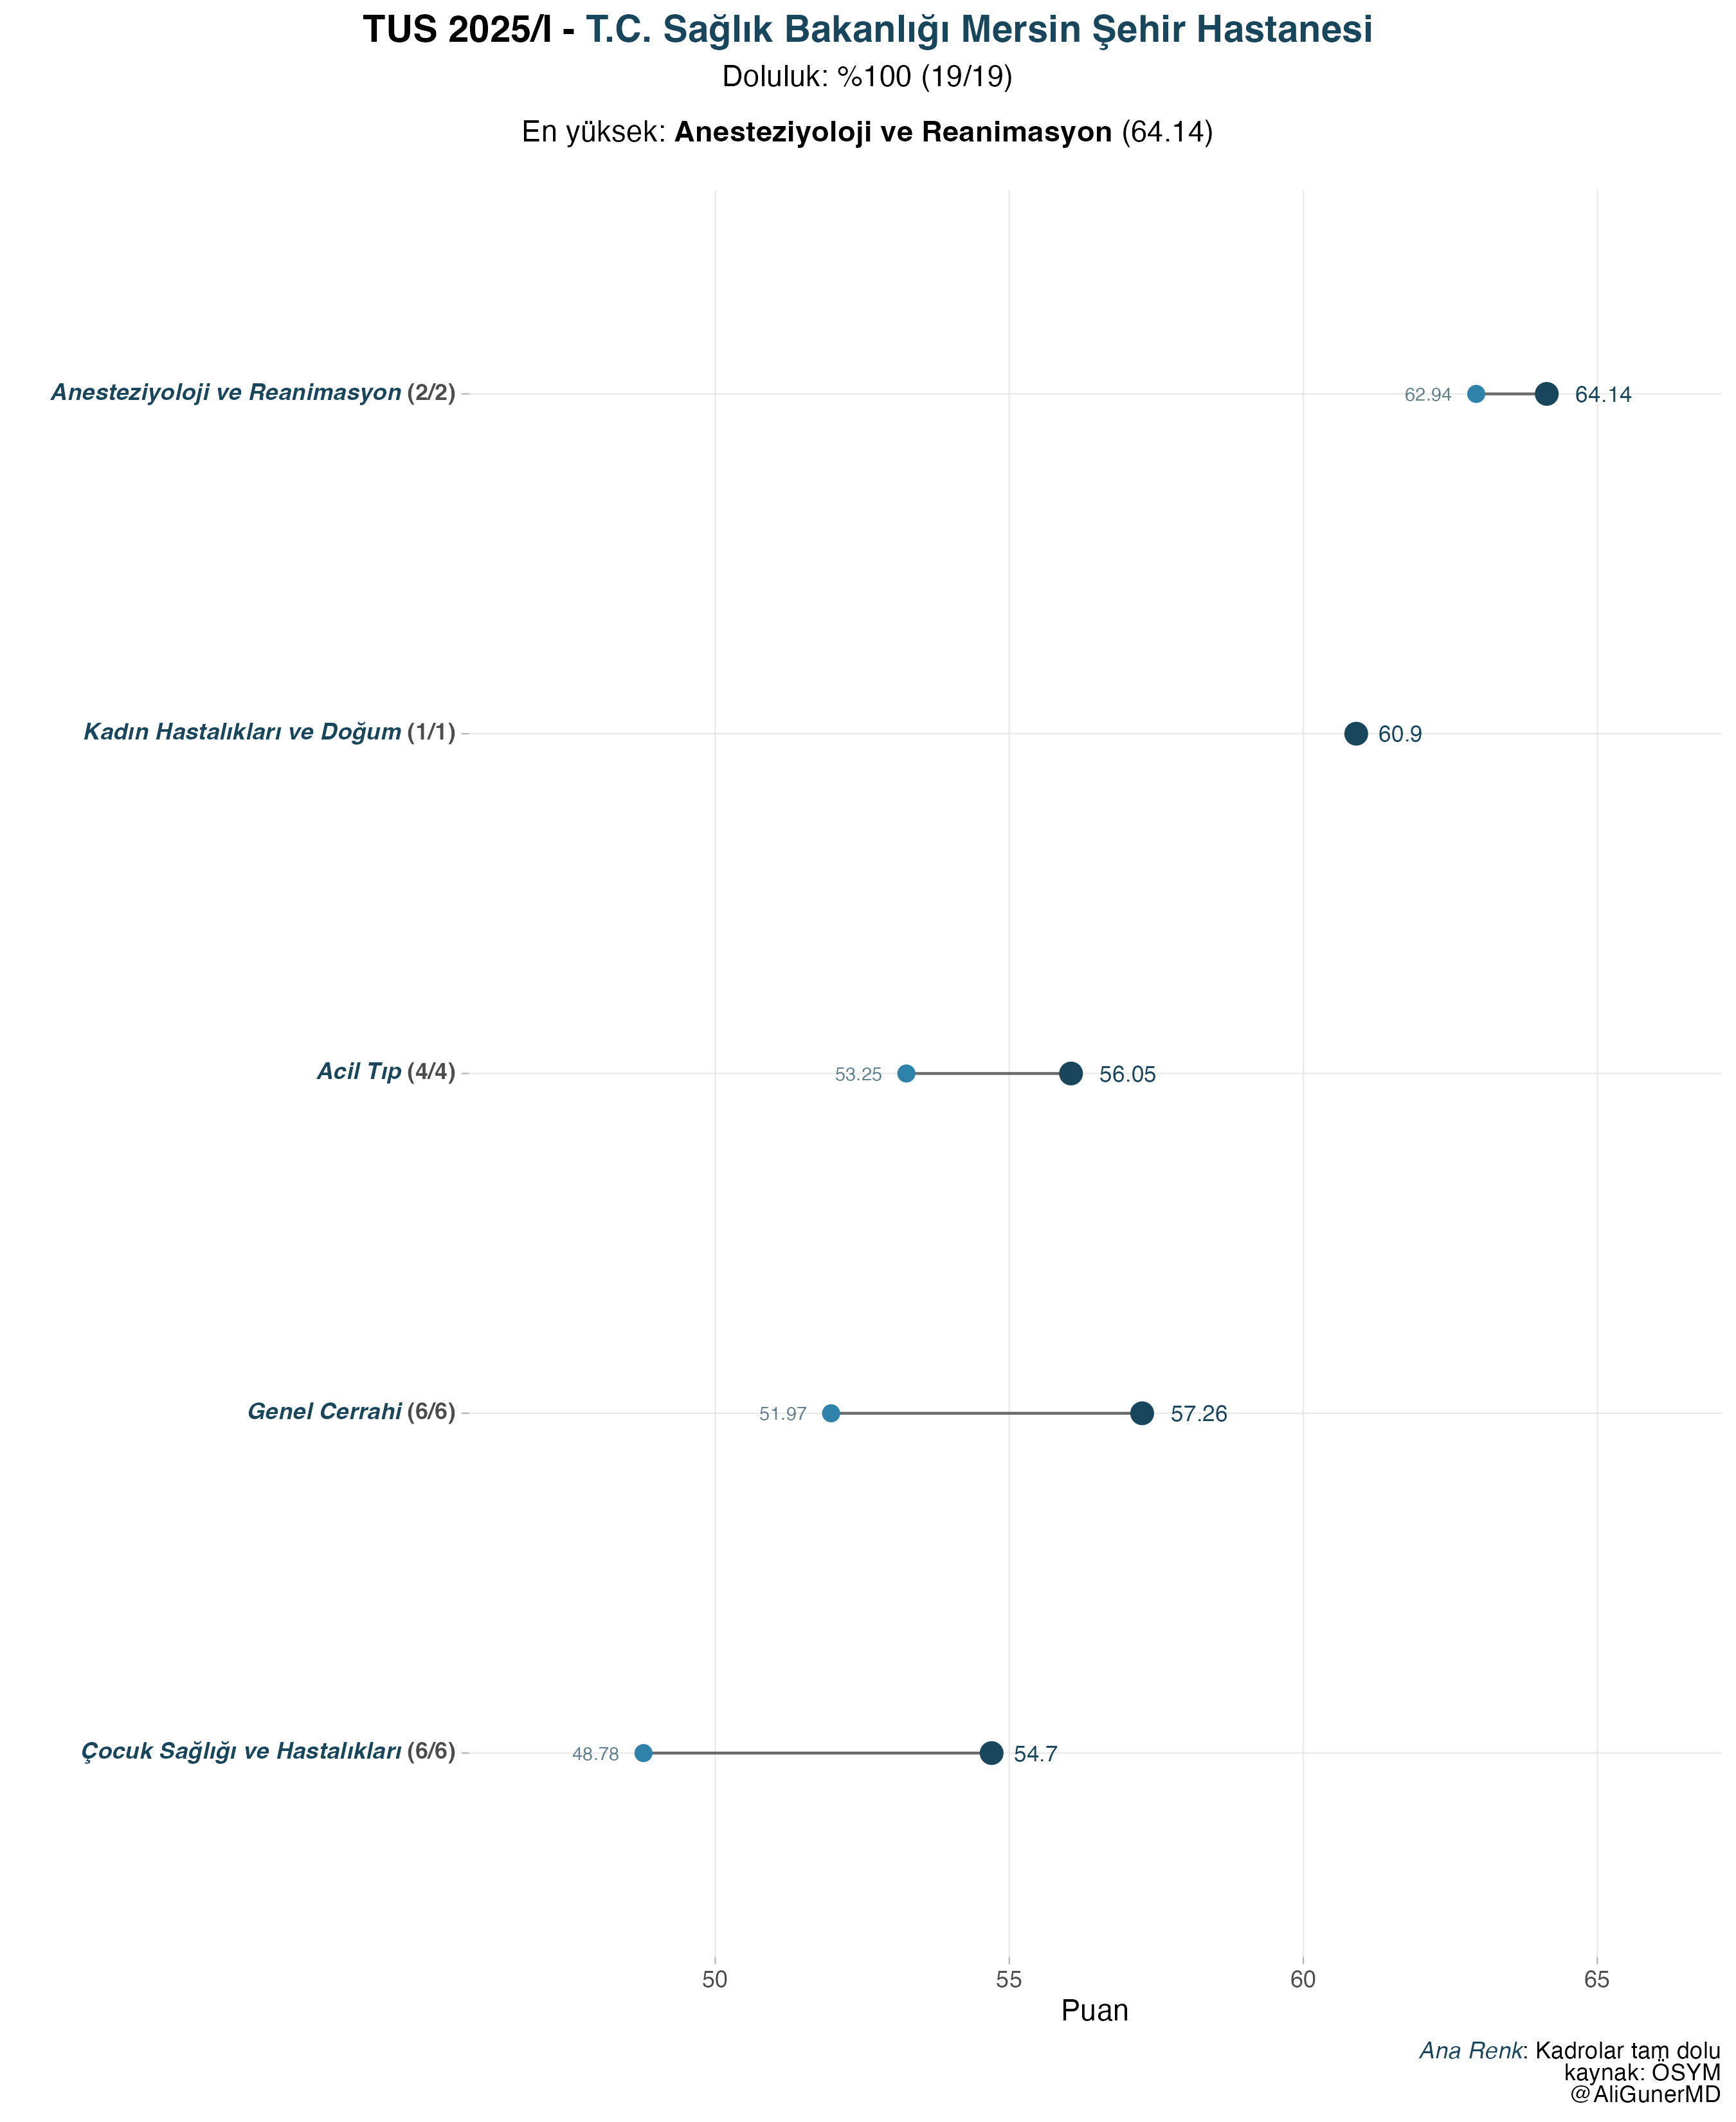 TUS 2025/I - T.C. Sağlık Bakanlığı Mersin Şehir Hastanesi
Doluluk: %100 (19/19)
En yüksek: Anesteziyoloji ve Reanimasyon (64.14)
Anesteziyoloji ve Reanimasyon (2/2) 62.94 64.14
Kadın Hastalıkları ve Doğum (1/1) 60.9
Acil Tıp (4/4) 53.25 56.05
Genel Cerrahi (6/6) 51.97 57.26
Çocuk Sağlığı ve Hastalıkları (6/6) 48.78 54.7
50 55 60 65
Puan
Ana Renk: Kadrolar tam dolu
kaynak: ÖSYM
@AliGunerMD